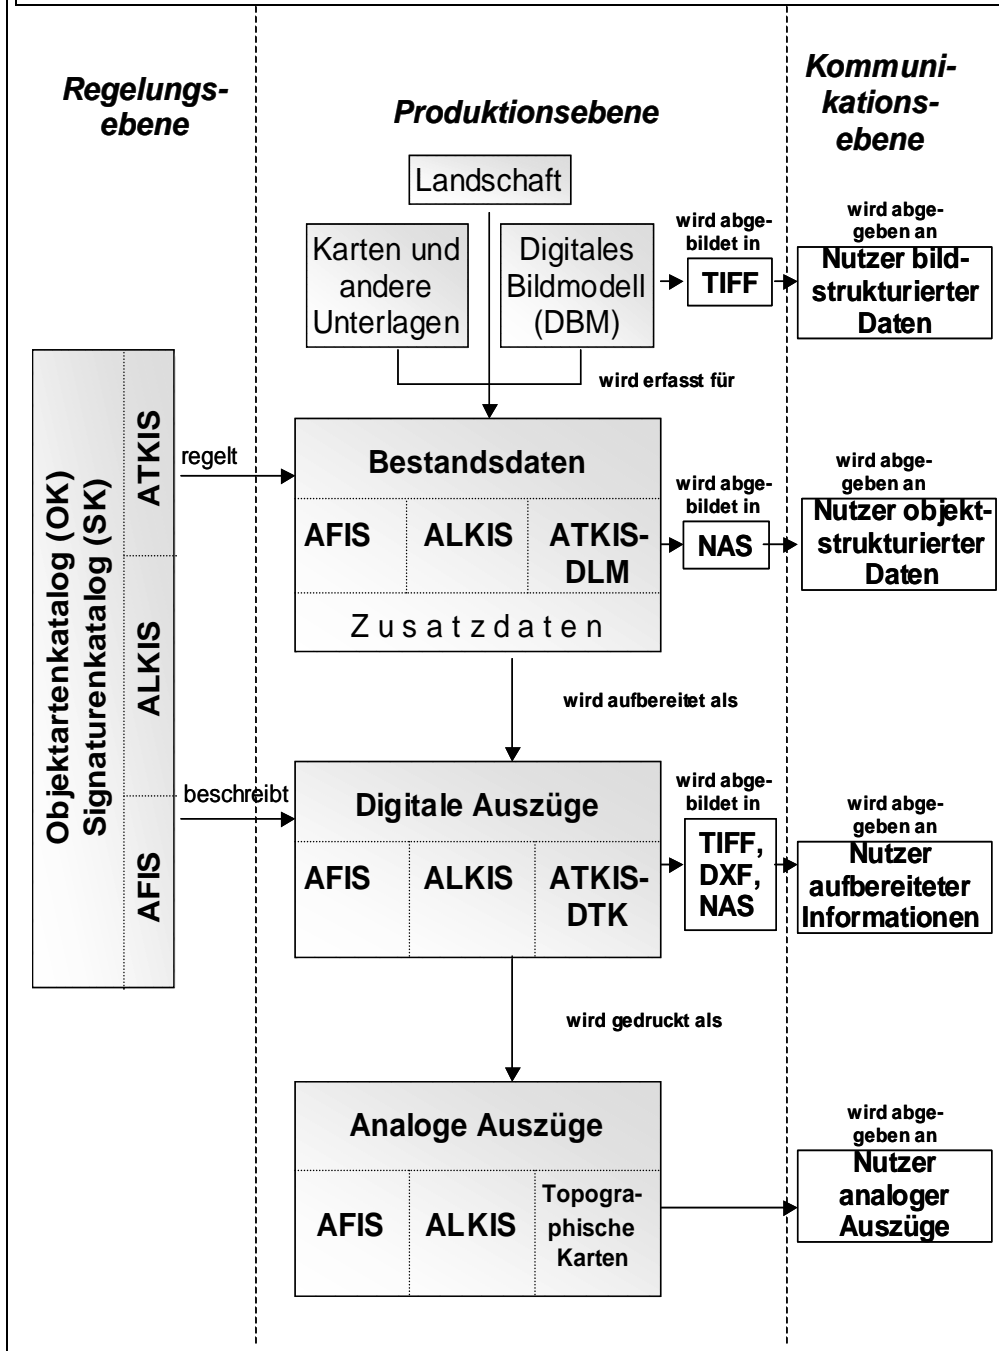 Regelungs-
ebene
Produktionsebene
Kommuni-
kations-
ebene
Landschaft
Karten und
andere
Unterlagen
Digitales
Bildmodell
(DBM)
wird abge-
bildet in
TIFF
wird abge-
geben an
Nutzer bild-
strukturierter
Daten
wird erfasst für
Objektartenkatalog (OK)
Signaturenkatalog (SK)
ATKIS
ALKIS
AFIS
regelt
Bestandsdaten
AFIS
ALKIS
ATKIS-
DLM
Zusatzdaten
wird abge-
bildet in
NAS
wird abge-
geben an
Nutzer objekt-
strukturierter
Daten
wird aufbereitet als
beschreibt
Digitale Auszüge
AFIS
ALKIS
ATKIS-
DTK
wird abge-
bildet in
TIFF,
DXF,
NAS
wird abge-
geben an
Nutzer
aufbereiteter
Informationen
wird gedruckt als
Analoge Auszüge
AFIS
ALKIS
Topogra-
phische
Karten
wird abge-
geben an
Nutzer
analoger
Auszüge